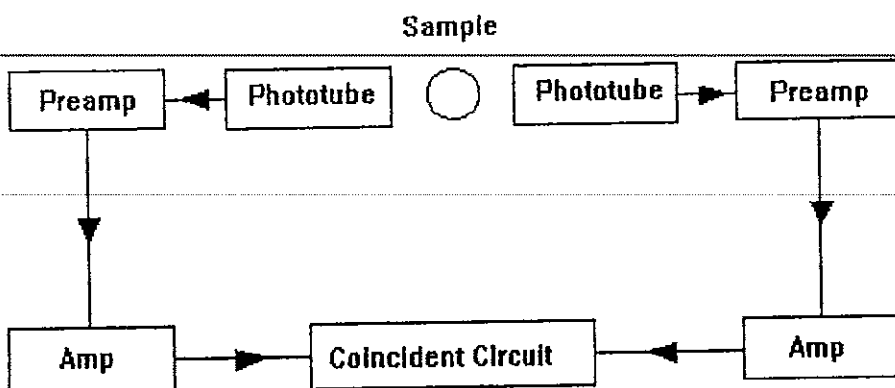 Sample
Preamp
Phototube
Phototube
Preamp
Amp
Coincident Circuit
Amp